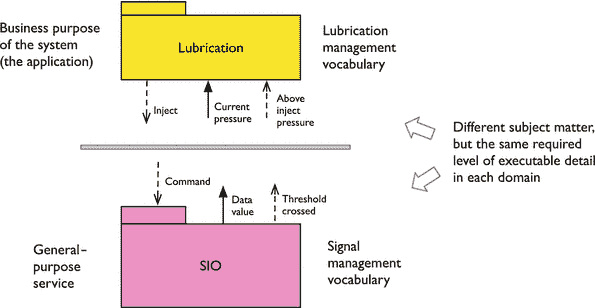 Business purpose
of the system
(the application)
Lubrication
Lubrication
management
vocabulary
Inject
Current
pressure
Above
inject
pressure
Different subject matter,
but the same required
level of executable detail
in each domain
Command
Data
value
Threshold
crossed
General–
purpose
service
SIO
Signal
management
vocabulary